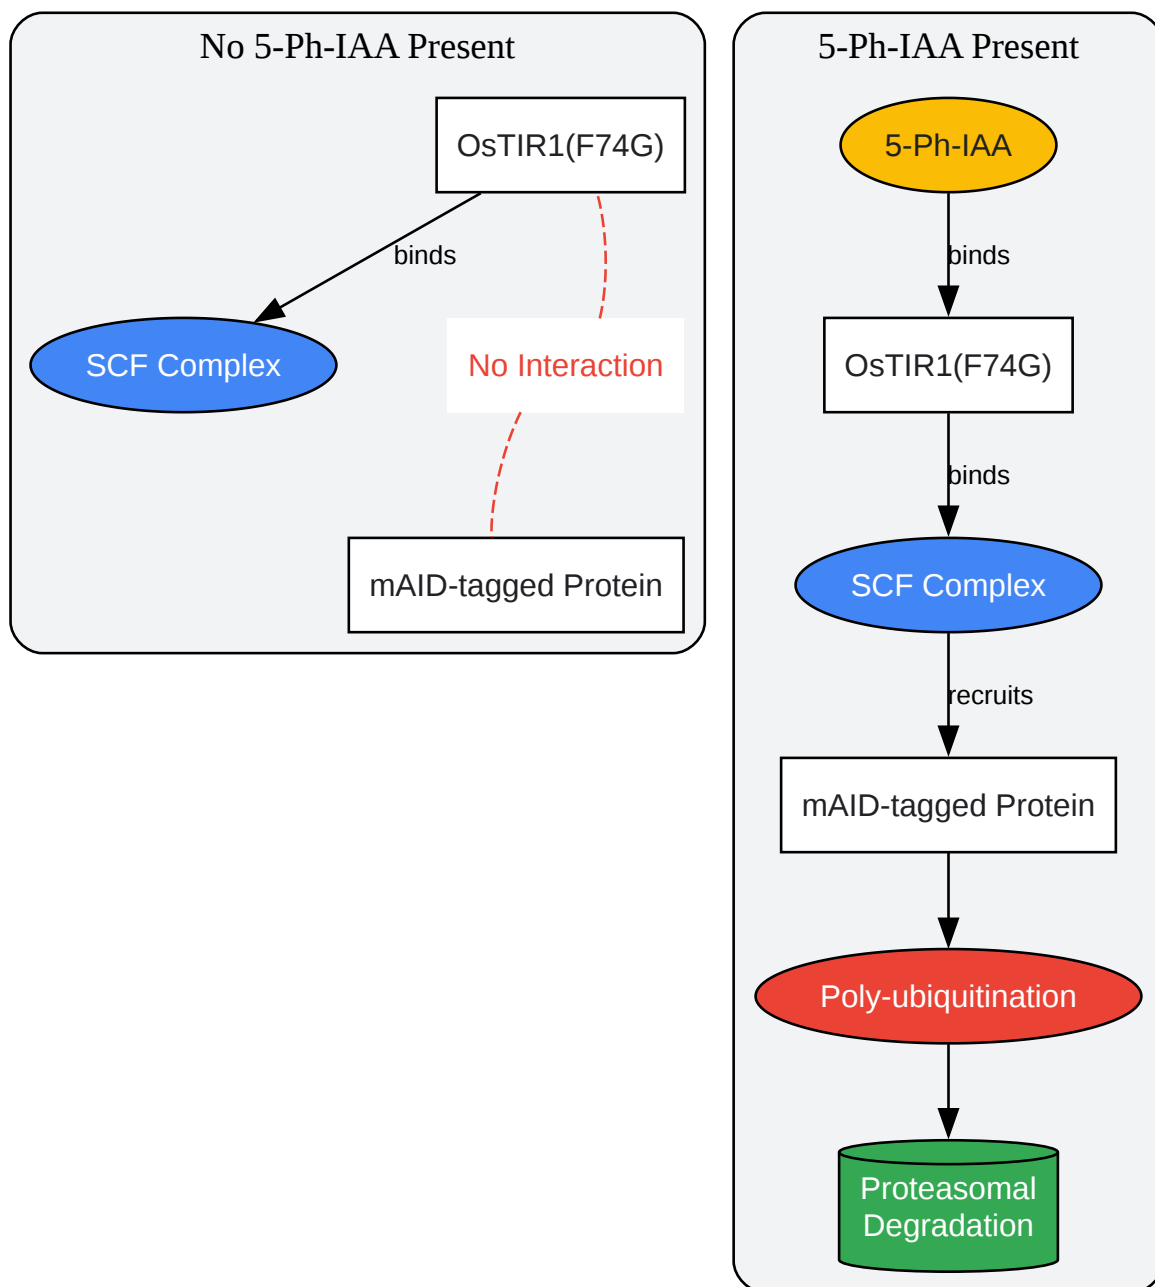 No 5-Ph-IAA Present
OsTIR1(F74G)
binds
SCF Complex
No Interaction
mAID-tagged Protein
5-Ph-IAA Present
5-Ph-IAA
binds
OsTIR1(F74G)
binds
SCF Complex
recruits
mAID-tagged Protein
Poly-ubiquitination
Proteasomal
Degradation